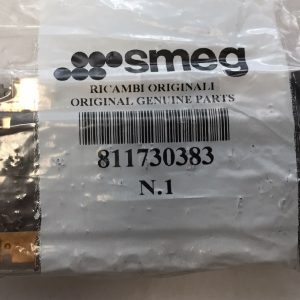 smeg
RICAMBI ORIGINALI
ORIGINAL GENUINE PARTS
811730383
N.1